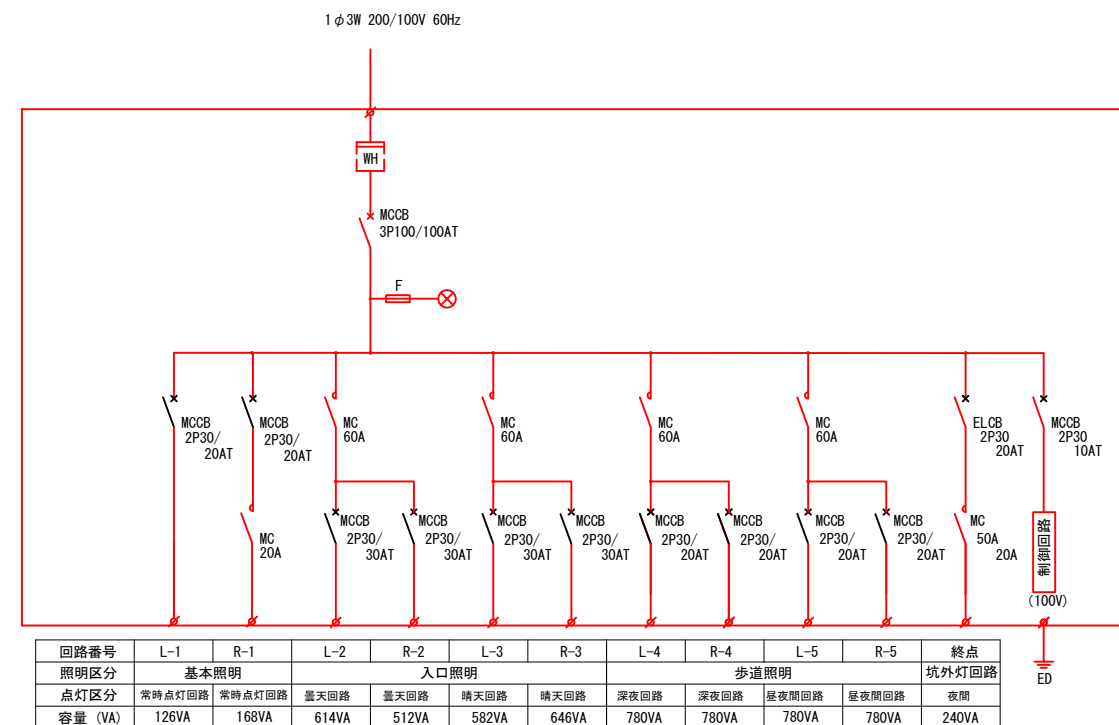 1φ3W 200/100V 60Hz
WH
MCCB
3P100/100AT
F
MCCB
2P30/
20AT
MCCB
2P30/
20AT
MC
60A
MC
60A
MC
60A
MC
60A
ELCB
2P30
20AT
MCCB
2P30
10AT
MC
20A
MCCB
2P30/
30AT
MCCB
2P30/
30AT
MCCB
2P30/
30AT
MCCB
2P30/
30AT
MCCB
2P30/
20AT
MCCB
2P30/
20AT
MCCB
2P30/
20AT
MCCB
2P30/
20AT
MC
50A
20A
制御回路
(100V)
ED
回路番号 L-1 R-1 L-2 R-2 L-3 R-3 L-4 R-4 L-5 R-5 終点
照明区分 基本照明 入口照明 歩道照明 坑外灯回路
点灯区分 常時点灯回路 常時点灯回路 曇天回路 曇天回路 晴天回路 晴天回路 深夜回路 深夜回路 昼夜間回路 昼夜間回路 夜間
容量 (VA) 126VA 168VA 614VA 512VA 582VA 646VA 780VA 780VA 780VA 780VA 240VA